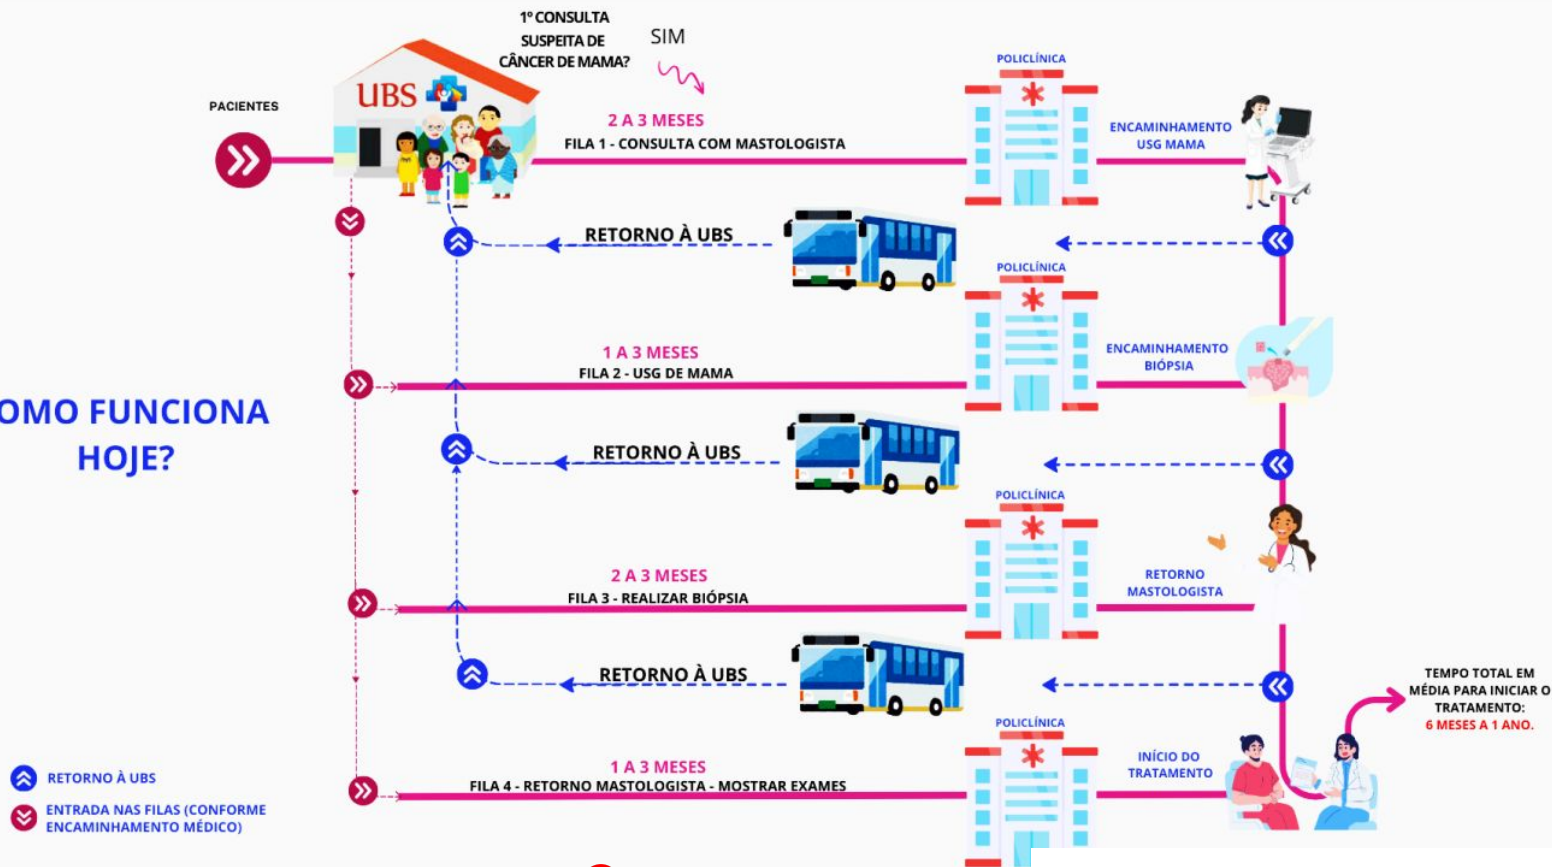 1º CONSULTA
SUSPEITA DE
CÂNCER DE MAMA?
SIM
PACIENTES
UBS
2 A 3 MESES
FILA 1 - CONSULTA COM MASTOLOGISTA
POLICLÍNICA
ENCAMINHAMENTO
USG MAMA
RETORNO À UBS
POLICLÍNICA
1 A 3 MESES
FILA 2 - USG DE MAMA
ENCAMINHAMENTO
BIÓPSIA
OMO FUNCIONA
HOJE?
RETORNO À UBS
POLICLÍNICA
2 A 3 MESES
FILA 3 - REALIZAR BIÓPSIA
RETORNO
MASTOLOGISTA
RETORNO À UBS
TEMPO TOTAL EM
MÉDIA PARA INICIAR O
TRATAMENTO:
6 MESES A 1 ANO.
POLICLÍNICA
1 A 3 MESES
FILA 4 - RETORNO MASTOLOGISTA - MOSTRAR EXAMES
INÍCIO DO
TRATAMENTO
RETORNO À UBS
ENTRADA NAS FILAS (CONFORME
ENCAMINHAMENTO MÉDICO)